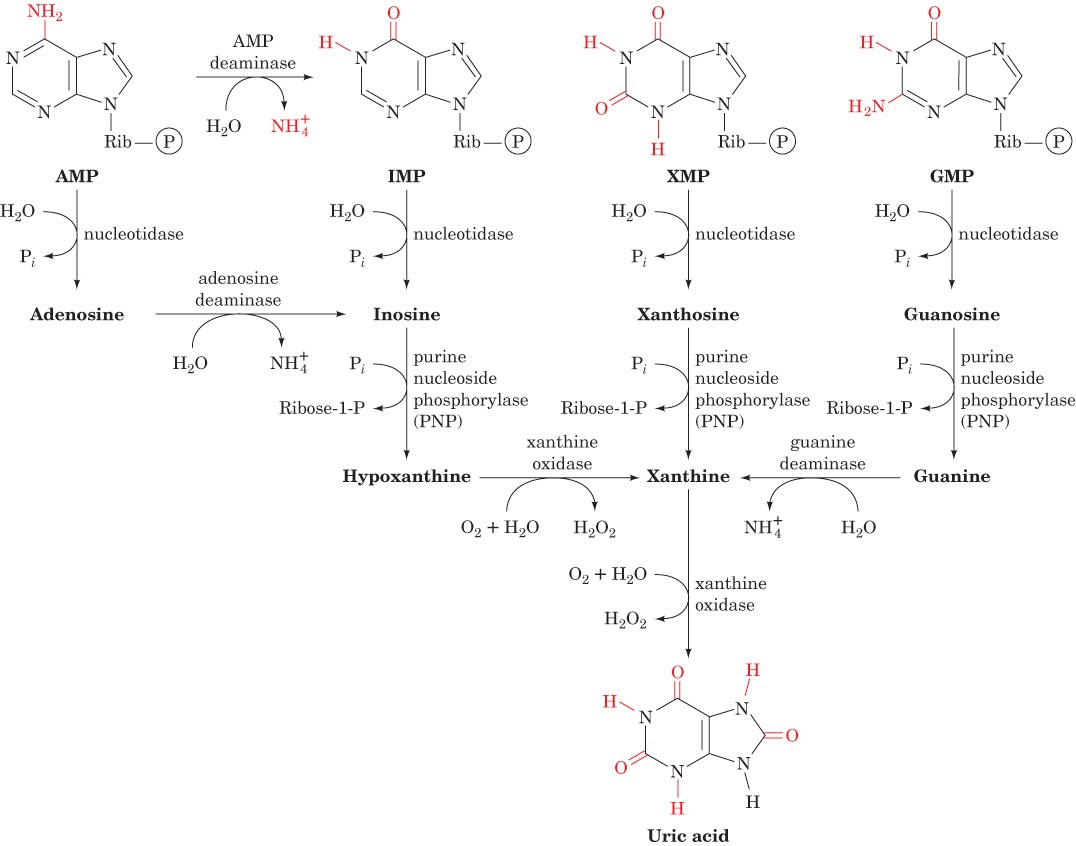 NH₂
N
N
N
N
Rib—Ⓟ
AMP
AMP
deaminase
H₂O
NH₄⁺
O
H
N
N
N
N
Rib—Ⓟ
IMP
O
H
N
O
N
H
N
N
Rib—Ⓟ
XMP
O
H
N
H₂N
N
N
N
Rib—Ⓟ
GMP
H₂O
nucleotidase
Pᵢ
H₂O
nucleotidase
Pᵢ
H₂O
nucleotidase
Pᵢ
H₂O
nucleotidase
Pᵢ
Adenosine
adenosine
deaminase
H₂O
NH₄⁺
Inosine
Xanthosine
Guanosine
Pᵢ
Ribose-1-P
purine
nucleoside
phosphorylase
(PNP)
Pᵢ
Ribose-1-P
purine
nucleoside
phosphorylase
(PNP)
Pᵢ
Ribose-1-P
purine
nucleoside
phosphorylase
(PNP)
Hypoxanthine
xanthine
oxidase
O₂ + H₂O
H₂O₂
Xanthine
guanine
deaminase
NH₄⁺
H₂O
Guanine
O₂ + H₂O
H₂O₂
xanthine
oxidase
O
H
H
N
N
O
O
N
N
H
H
Uric acid